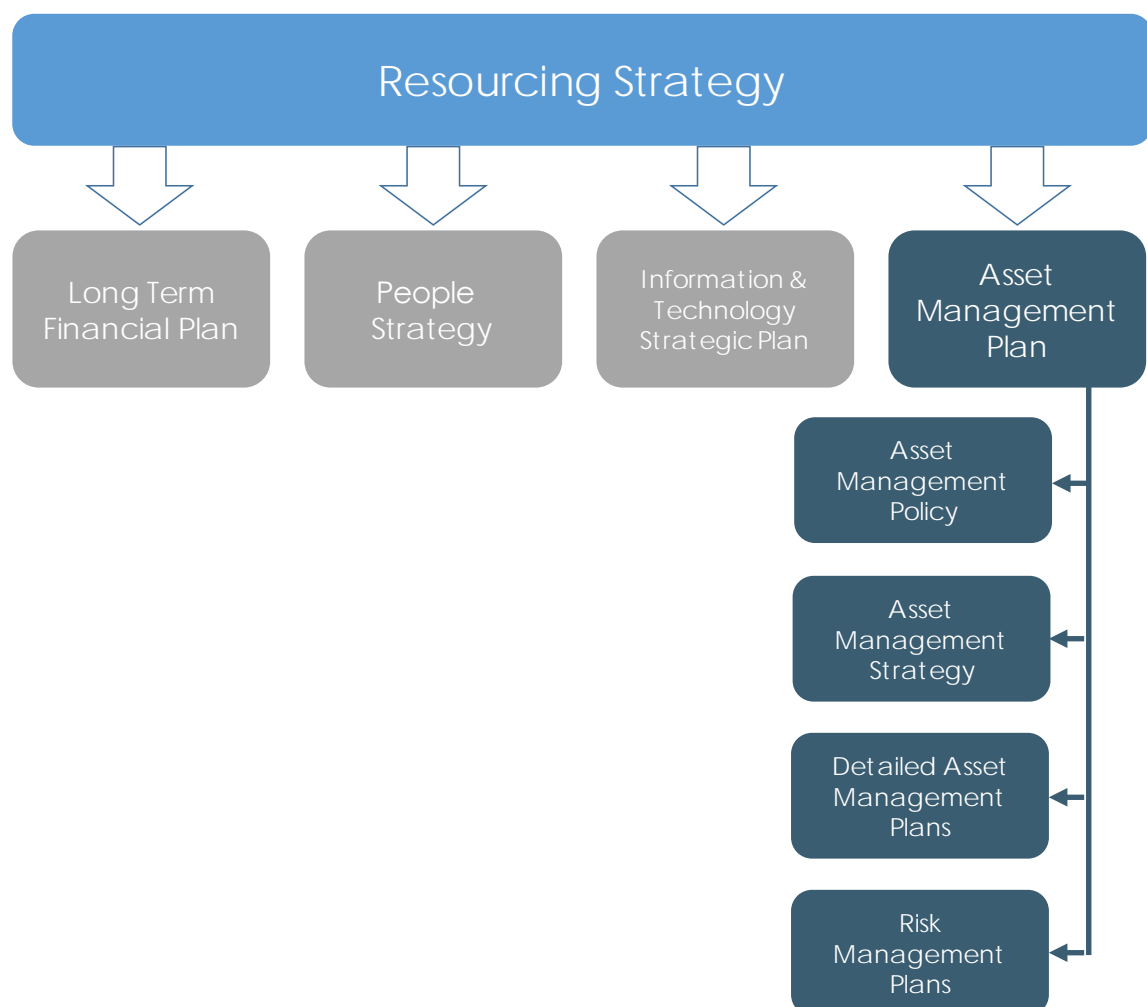 Resourcing Strategy
Long Term
Financial Plan
People
Strategy
Information &
Technology
Strategic Plan
Asset
Management
Plan
Asset
Management
Policy
Asset
Management
Strategy
Detailed Asset
Management
Plans
Risk
Management
Plans